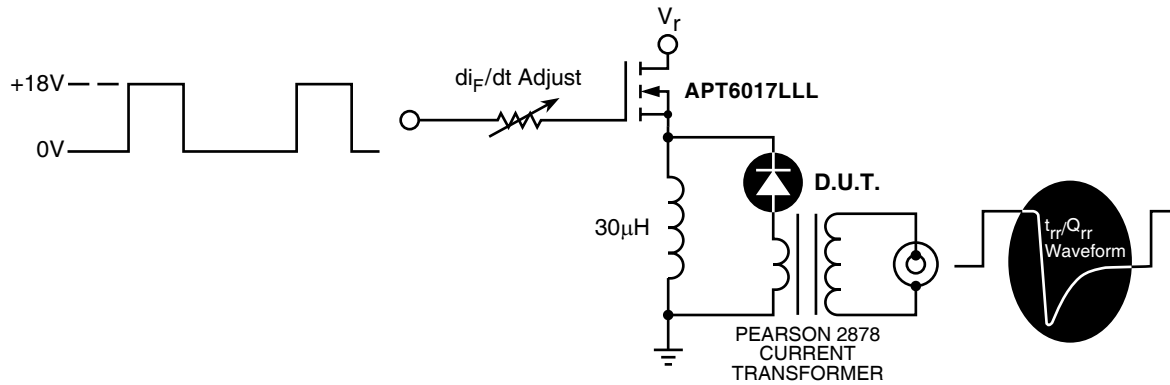 V_r
+18V
di_F/dt Adjust
APT6017LLL
0V
D.U.T.
30μH
t_rr/Q_rr
Waveform
PEARSON 2878
CURRENT
TRANSFORMER